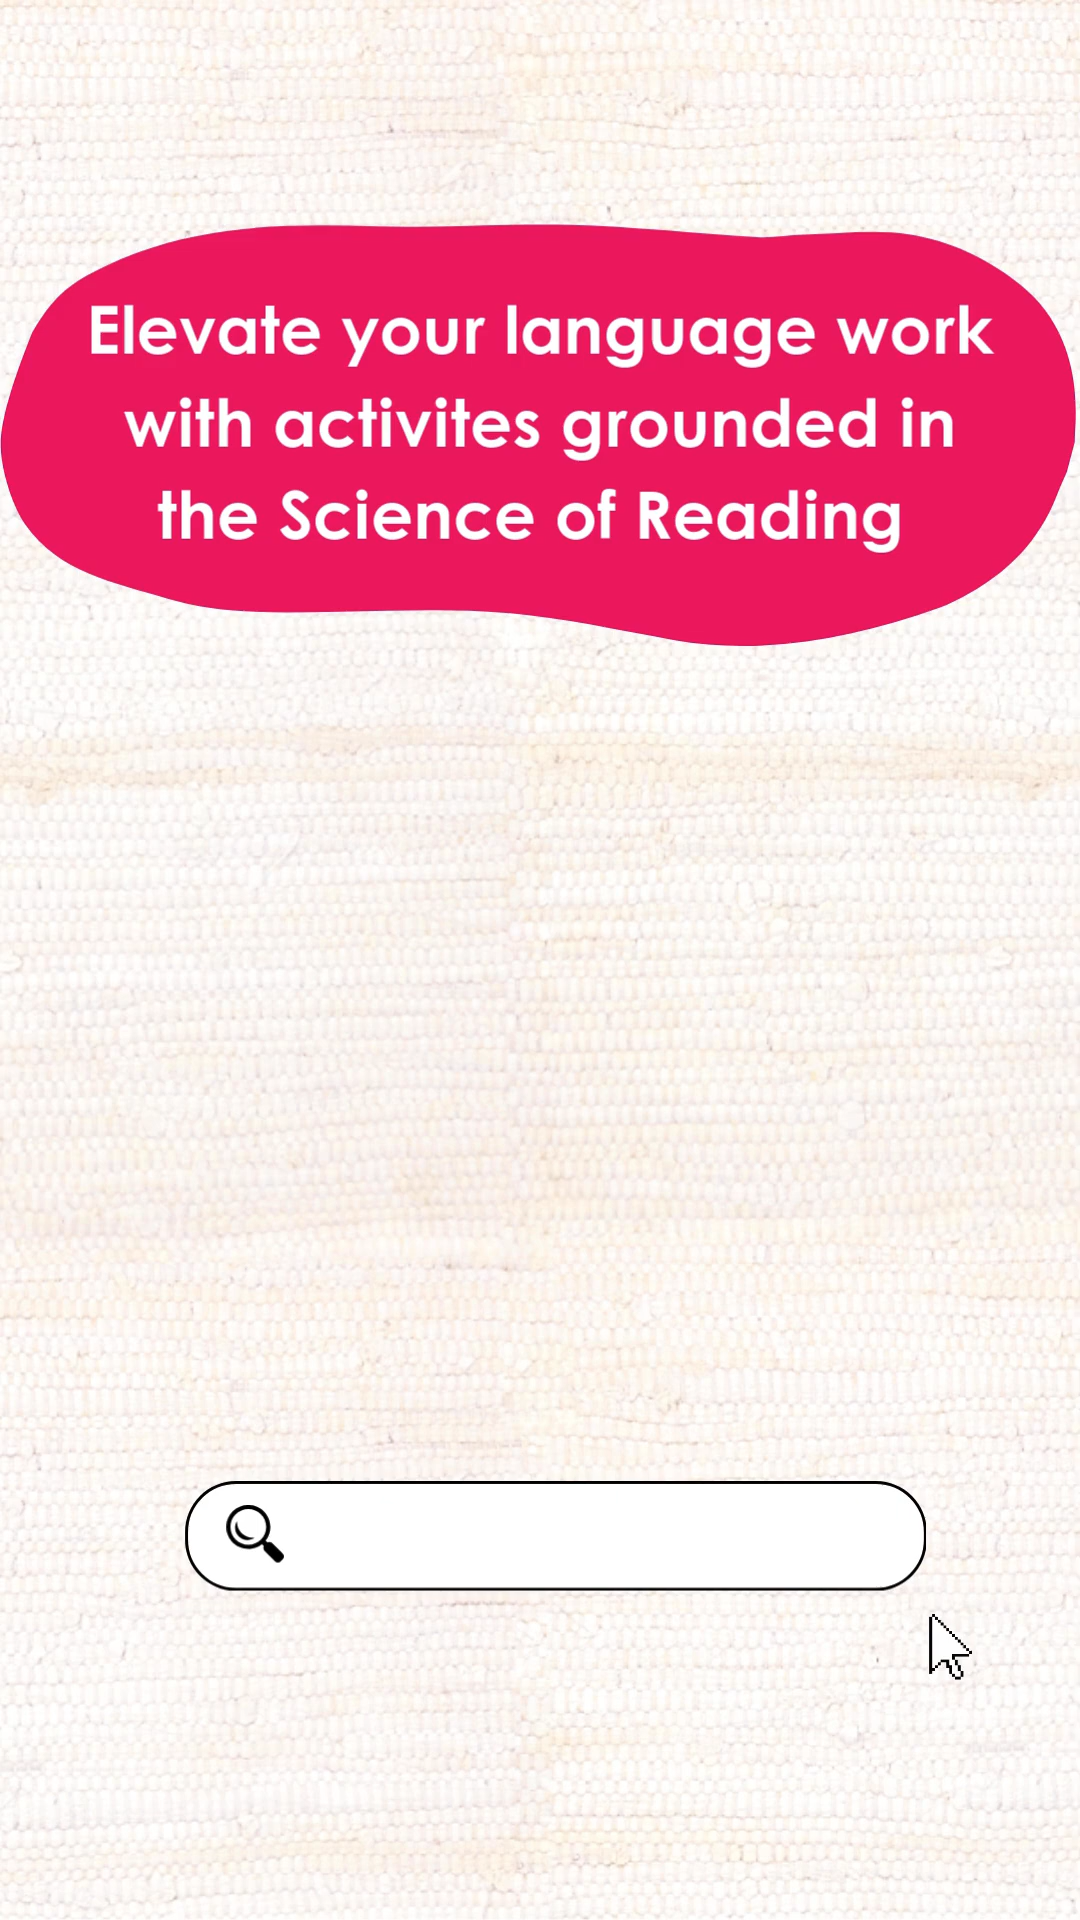 Elevate your language work
with activites grounded in
the Science of Reading